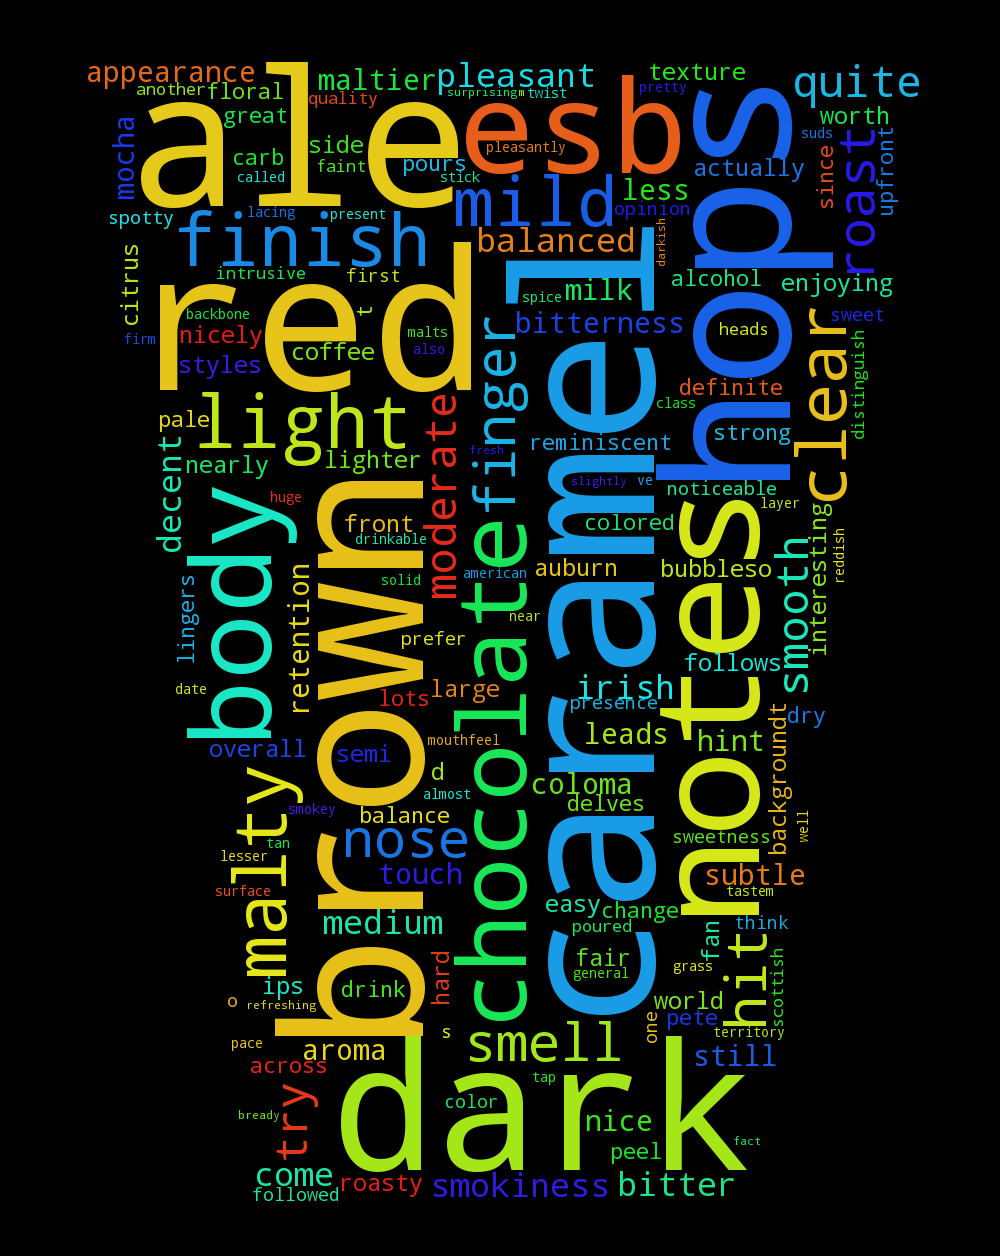 appearance
another
floral
great
maltier
quality
pleasant
surprisingm
twist
texture
pretty
quite
worth
ale
esb
pleasantly
mocha
carb
called
side
faint
pours
stick
hops
actually
suds
since
roast
upfront
spotty
lacing
present
mild
less
opinion
finish
balanced
darkish
citrus
intrusive
first
spice
milk
alcohol
enjoying
red
backbone
t
firm
nicely
styles
coffee
malts
also
bitterness
heads
sweet
clear
distinguish
finger
caramel
definite
class
pale
light
moderate
reminiscent
strong
decent
nearly
lighter
fresh
slightly
ve
noticeable
layer
huge
body
brown
front
drinkable
chocolate
colored
notes
interesting
reddish
lingers
retention
solid
american
auburn
bubbleso
smooth
near
prefer
follows
date
lots
large
irish
presence
dry
overall
semi
mouthfeel
leads
hint
backgroundt
d
almost
coloma
malty
smokey
balance
delves
sweetness
well
tan
nose
lesser
touch
subtle
surface
easy
change
tastem
medium
poured
fan
think
hit
hard
fair
general
grass
scottish
ips
drink
o
refreshing
world
one
pete
territory
pace
aroma
s
smell
still
across
dark
tap
try
color
nice
bready
peel
fact
come
followed
roasty
smokiness
bitter